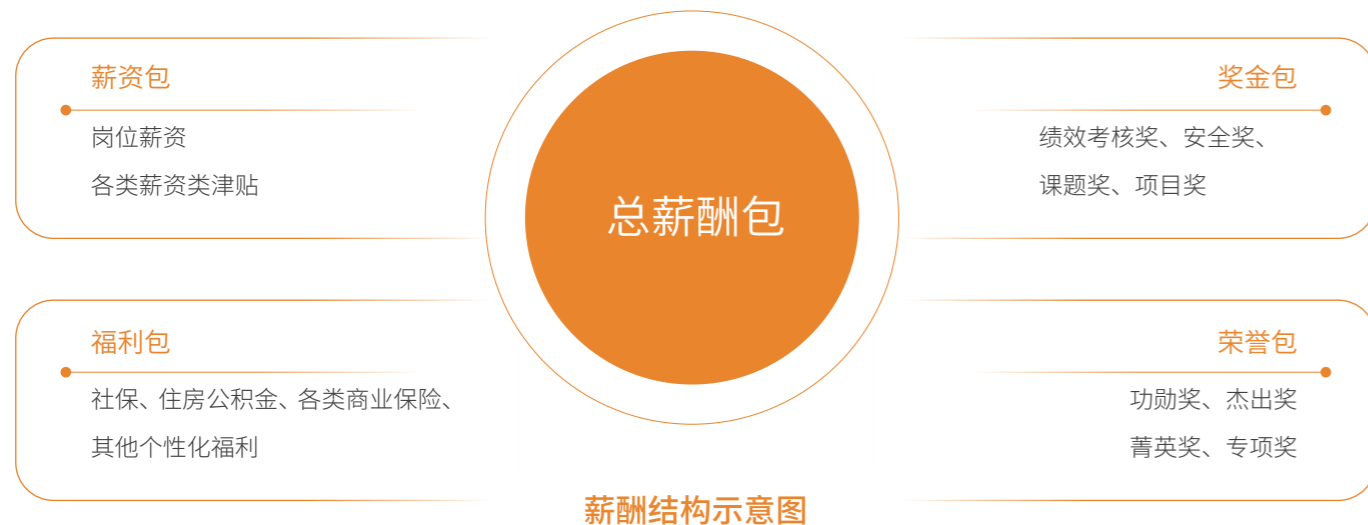 薪资包
岗位薪资
各类薪资类津贴
福利包
社保、住房公积金、各类商业保险、
其他个性化福利
总薪酬包
奖金包
绩效考核奖、安全奖、
课题奖、项目奖
荣誉包
功勋奖、杰出奖
菁英奖、专项奖
薪酬结构示意图